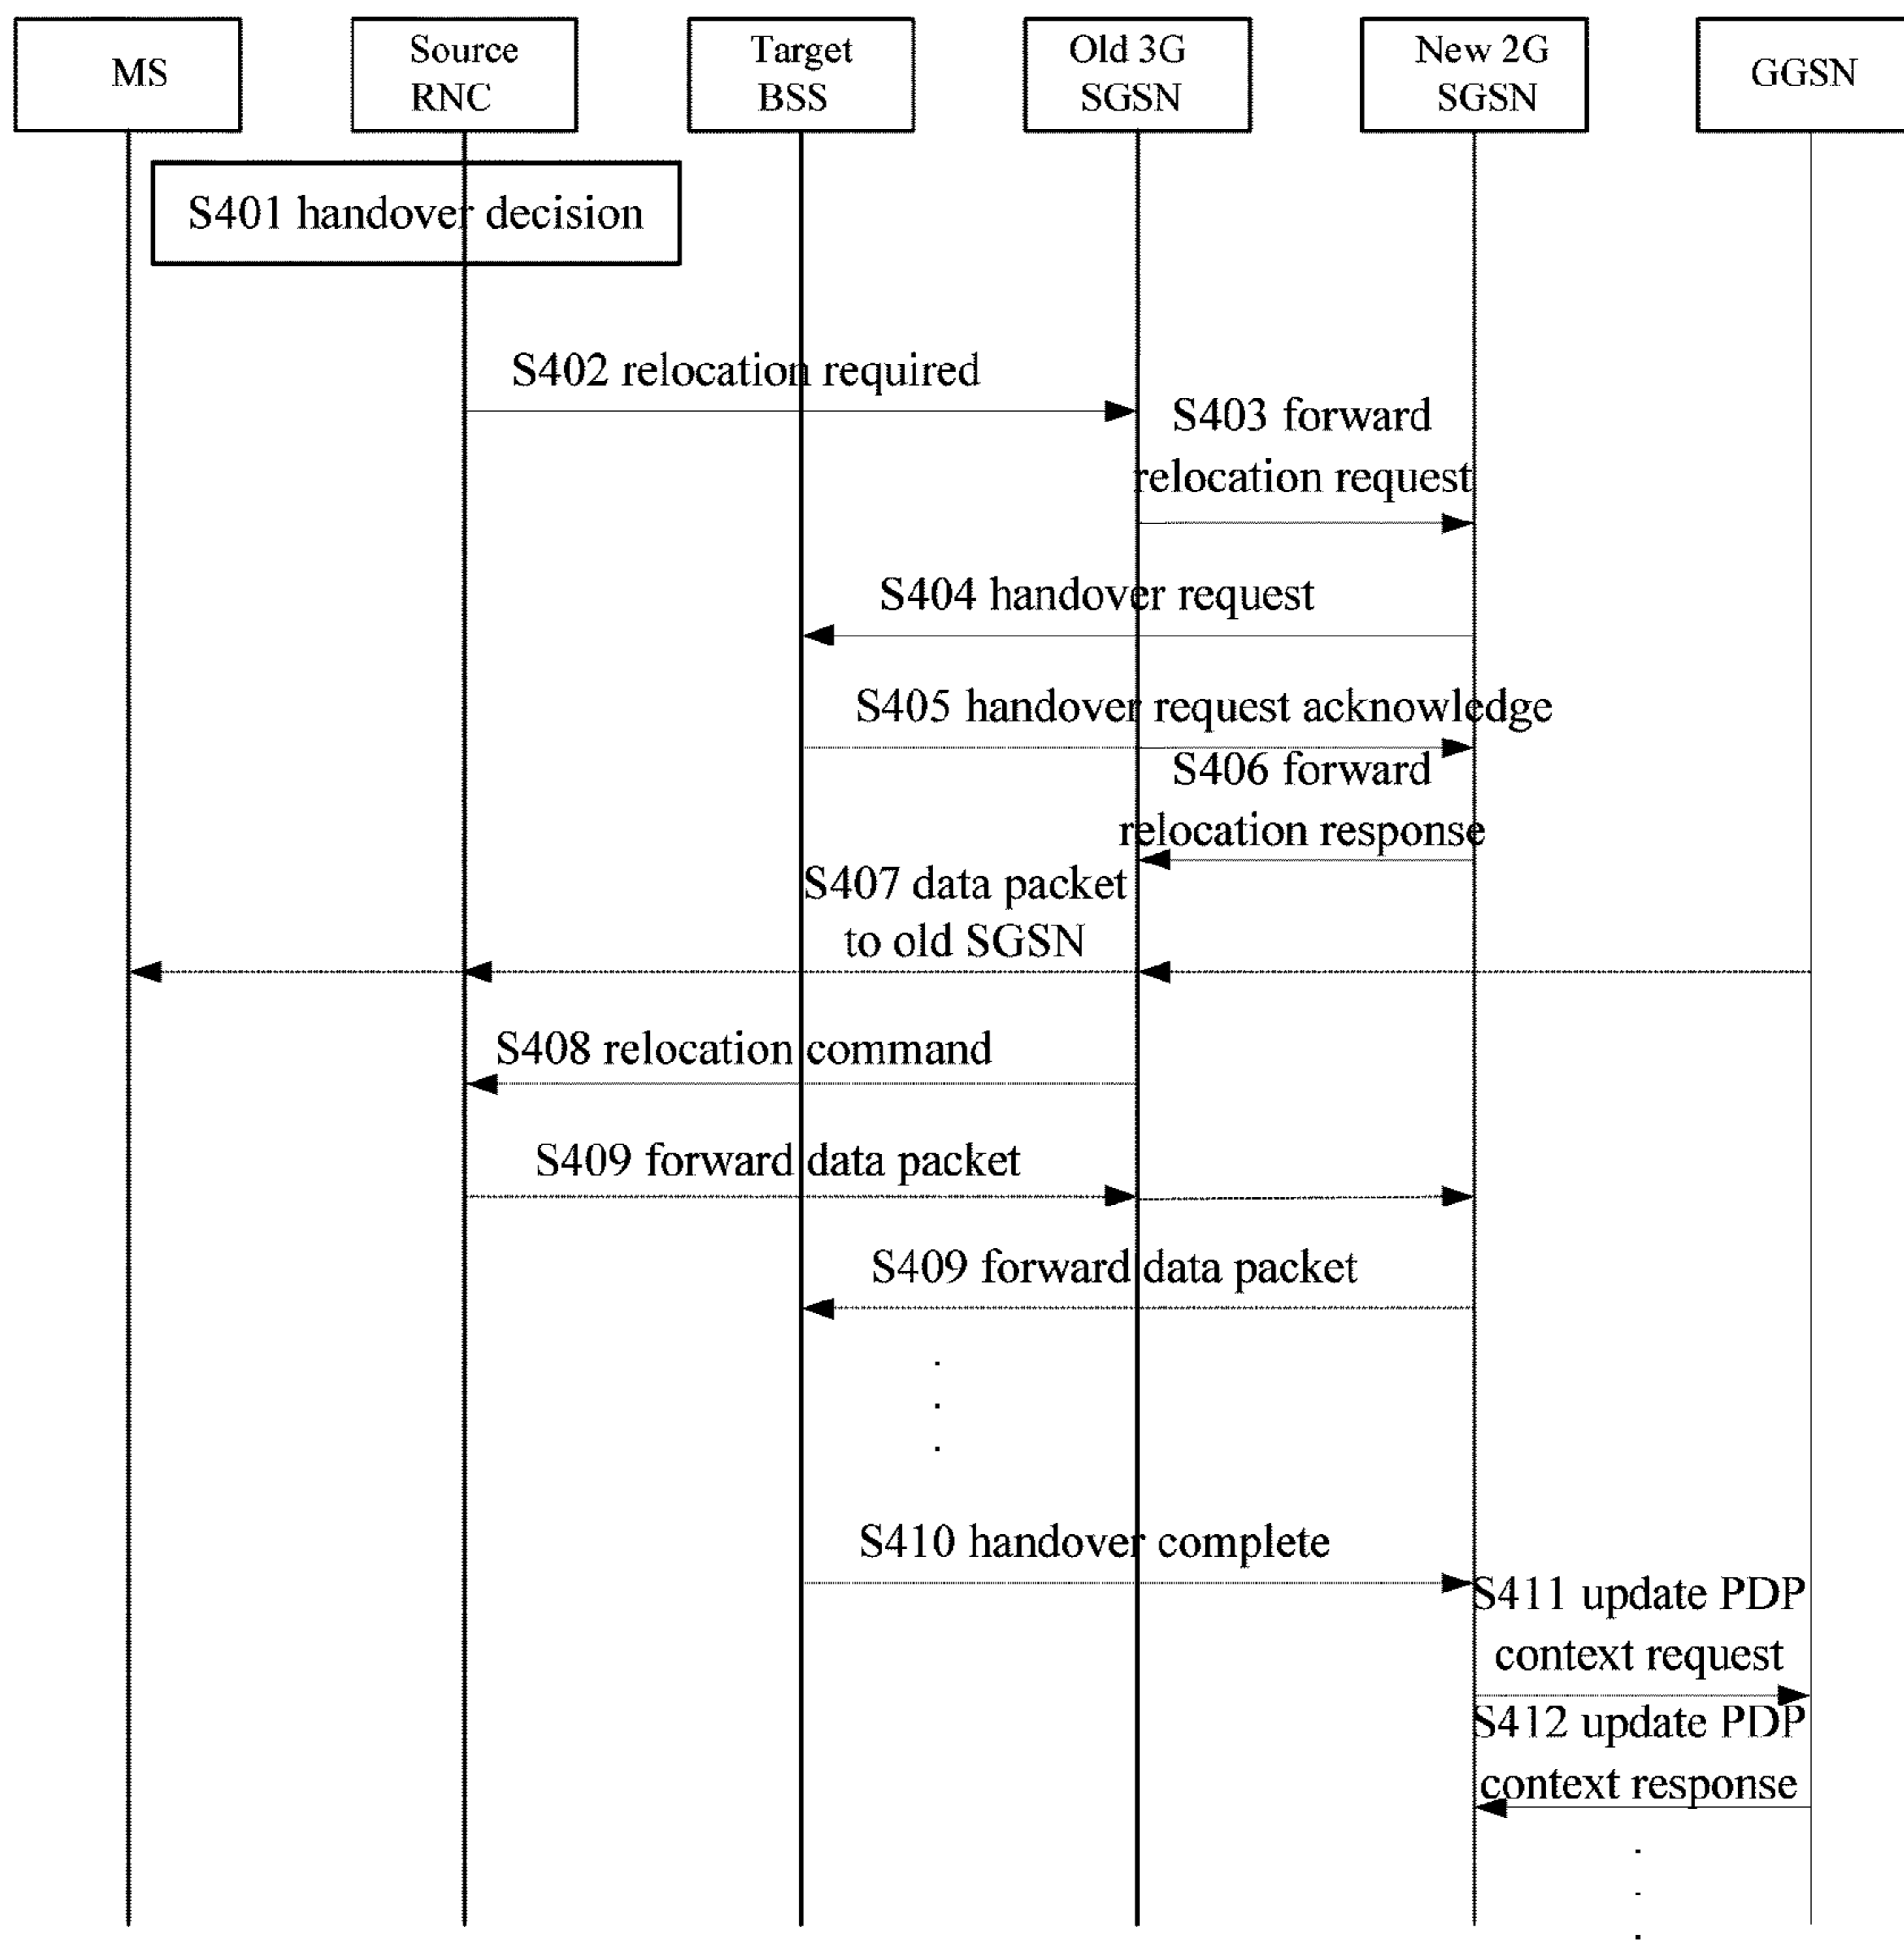 MS
Source
RNC
Target
BSS
Old 3G
SGSN
New 2G
SGSN
GGSN
S401 handover decision
S402 relocation required
S403 forward
relocation request
S404 handover request
S405 handover request acknowledge
S406 forward
relocation response
S407 data packet
to old SGSN
S408 relocation command
S409 forward data packet
S409 forward data packet
S410 handover complete
S411 update PDP
context request
S412 update PDP
context response